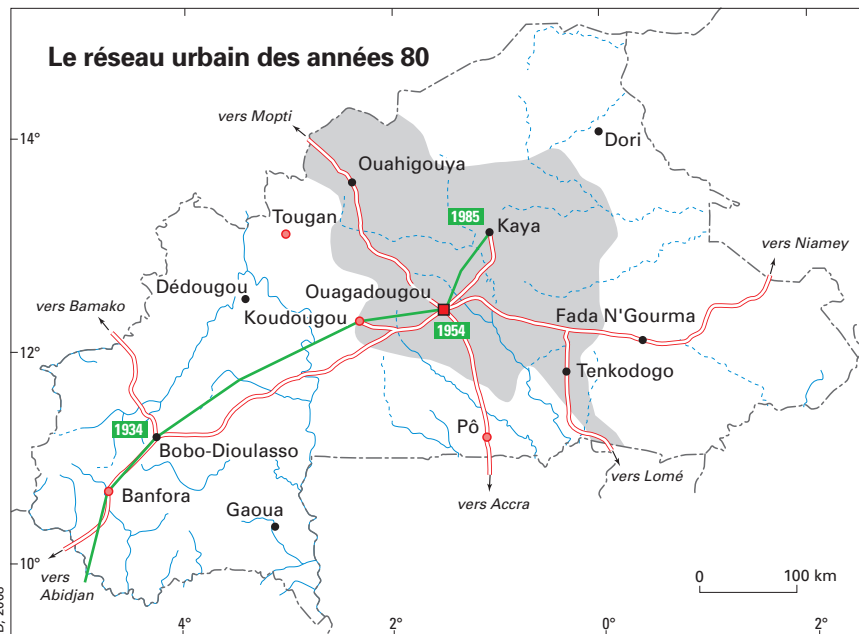 Le réseau urbain des années 80
vers Mopti
14°
Dori
Ouahigouya
1985
Kaya
Tougan
vers Niamey
Dédougou
Ouagadougou
vers Bamako
Koudougou
Fada N'Gourma
1954
12°
Tenkodogo
1934
Pô
Bobo-Dioulasso
vers Lomé
Banfora
vers Accra
Gaoua
10°
vers
Abidjan
0
100 km
4°
2°
0°
2°